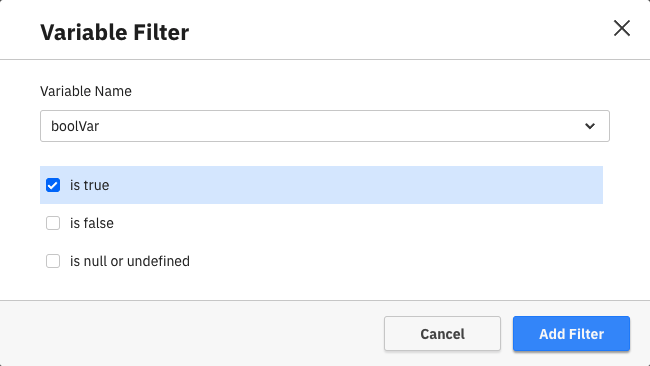 Variable Filter
Variable Name
boolVar
is true
is false
is null or undefined
Cancel
Add Filter